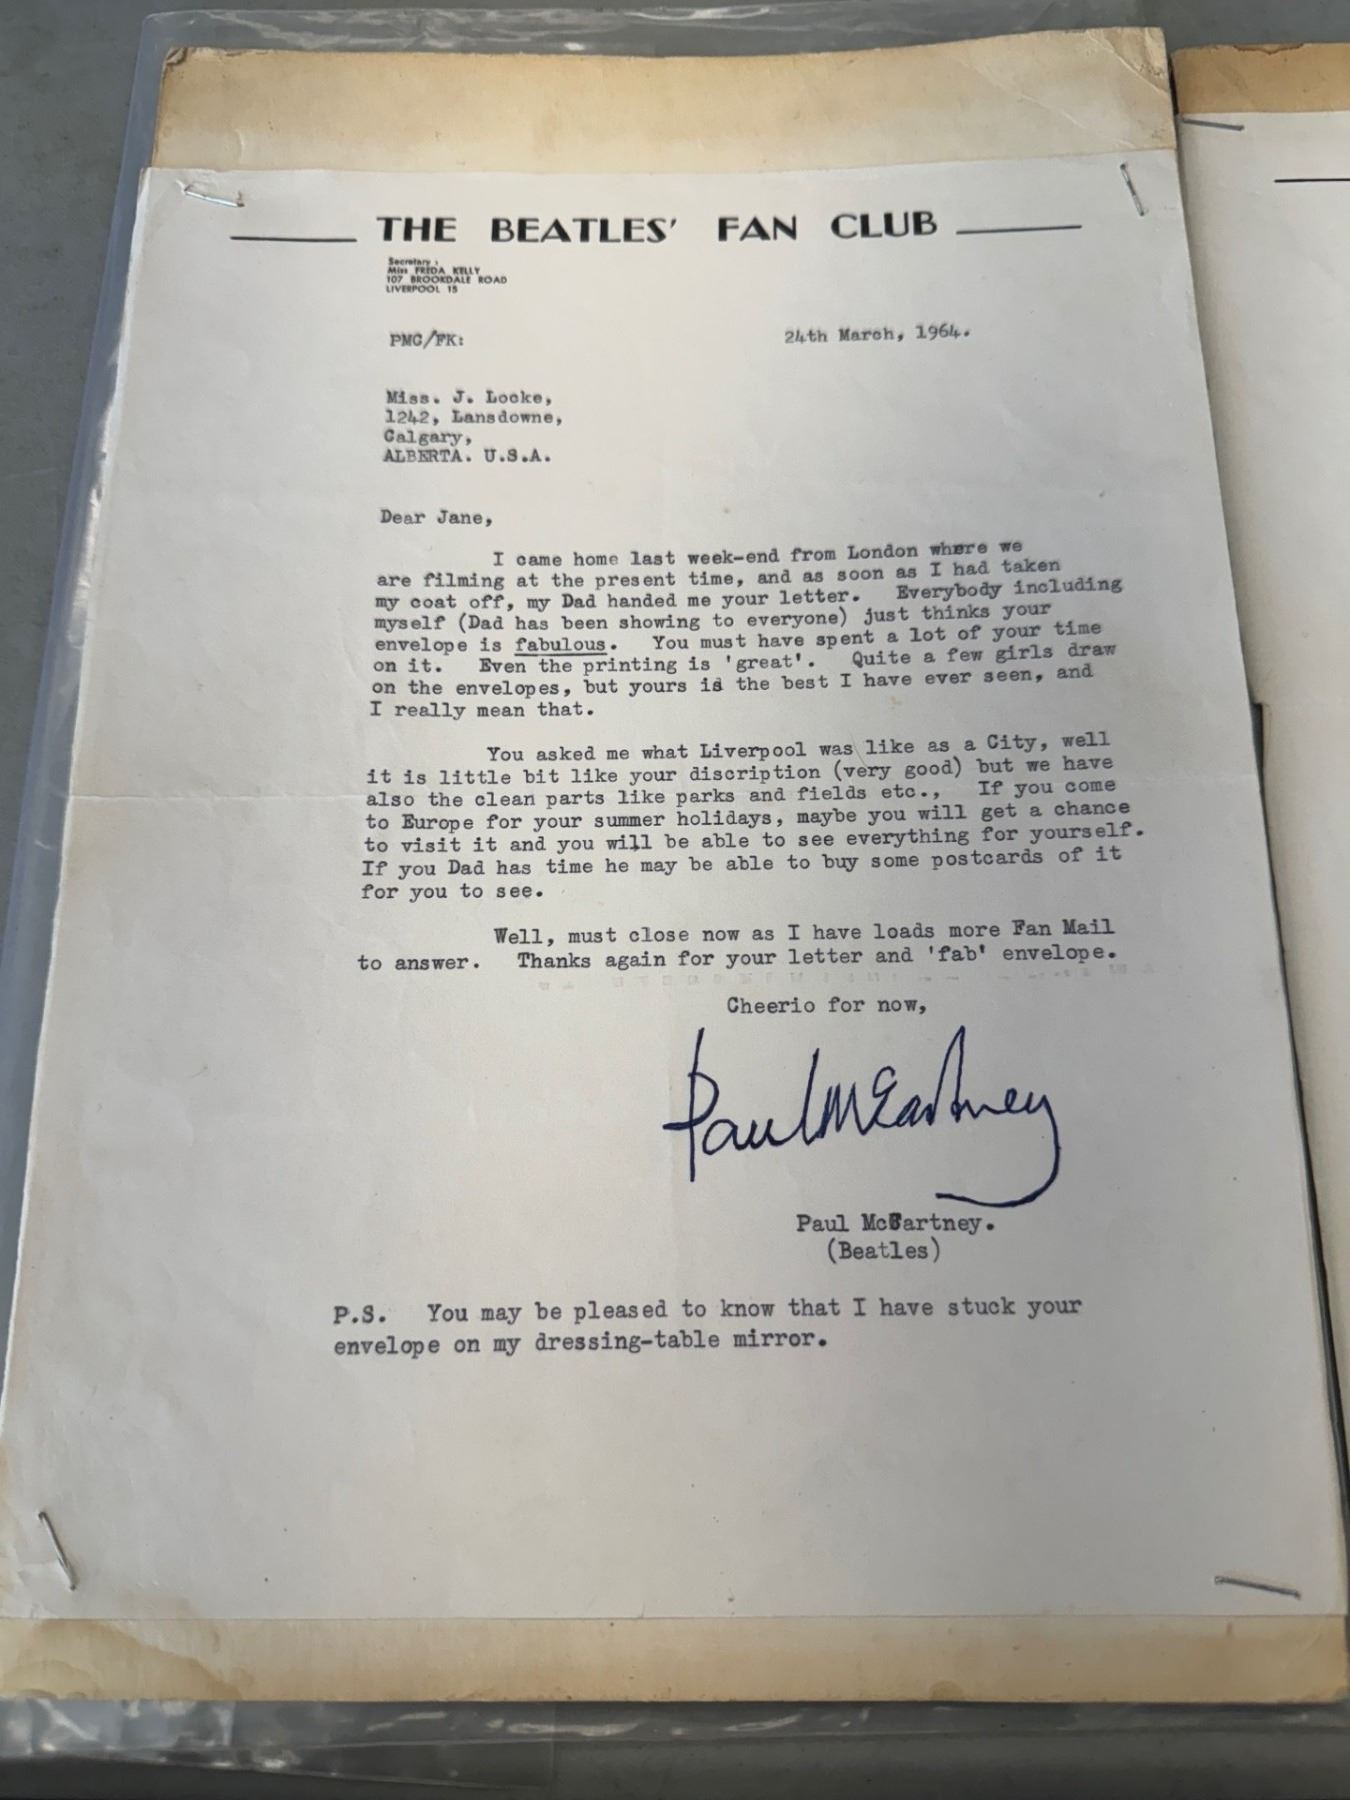 THE BEATLES' FAN CLUB
Secretary :
Miss FREDA KELLY
107 BROOKDALE ROAD
LIVERPOOL 15
PMC/FK:
24th March, 1964.
Miss. J. Locke,
1242, Lansdowne,
Calgary,
ALBERTA. U.S.A.
Dear Jane,
I came home last week-end from London where we
are filming at the present time, and as soon as I had taken
my coat off, my Dad handed me your letter. Everybody including
myself (Dad has been showing to everyone) just thinks your
envelope is fabulous. You must have spent a lot of your time
on it. Even the printing is 'great'. Quite a few girls draw
on the envelopes, but yours is the best I have ever seen, and
I really mean that.
You asked me what Liverpool was like as a City, well
it is little bit like your discription (very good) but we have
also the clean parts like parks and fields etc., If you come
to Europe for your summer holidays, maybe you will get a chance
to visit it and you will be able to see everything for yourself.
If you Dad has time he may be able to buy some postcards of it
for you to see.
Well, must close now as I have loads more Fan Mail
to answer. Thanks again for your letter and 'fab' envelope.
Cheerio for now,
Paul McCartney
Paul McCartney.
(Beatles)
P.S. You may be pleased to know that I have stuck your
envelope on my dressing-table mirror.